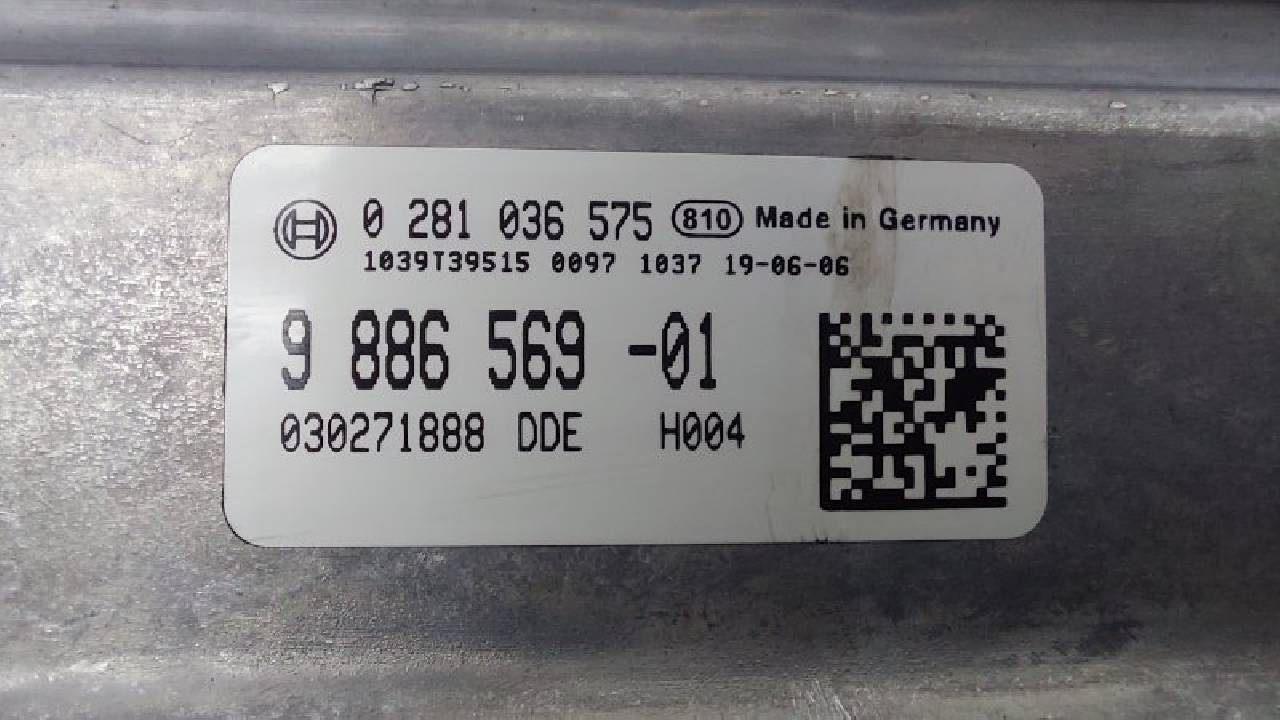 0 281 036 575 810 Made in Germany
1039T39515 0097 1037 19-06-06
9 886 569 -01
030271888 DDE H004